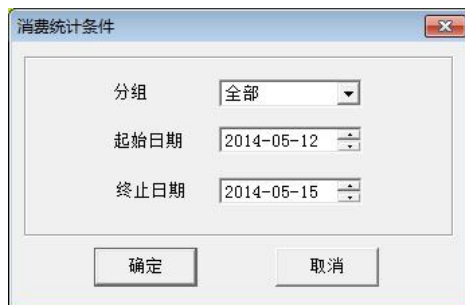 消费统计条件
分组 全部
起始日期 2014-05-12
终止日期 2014-05-15
确定 取消